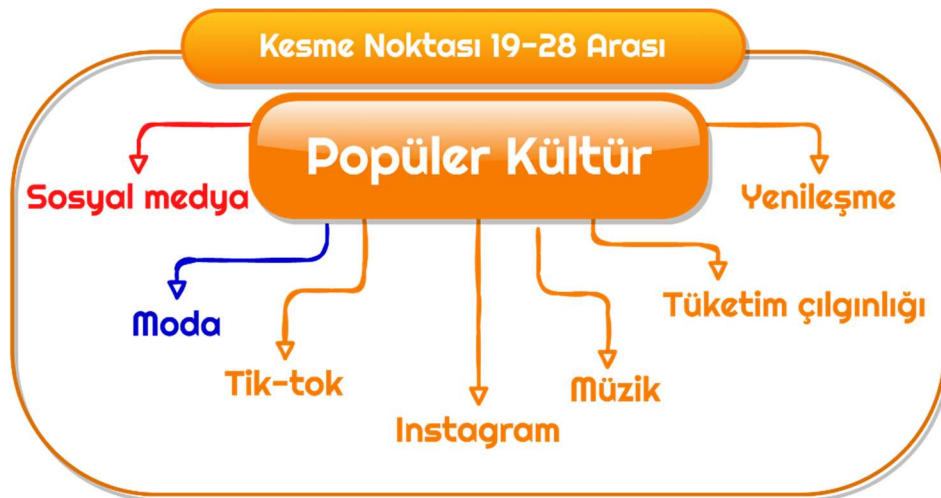 Kesme Noktası 19-28 Arası
Popüler Kültür
Sosyal medya
Yenileşme
Moda
Tüketim çılgınlığı
Tik-tok
Müzik
Instagram